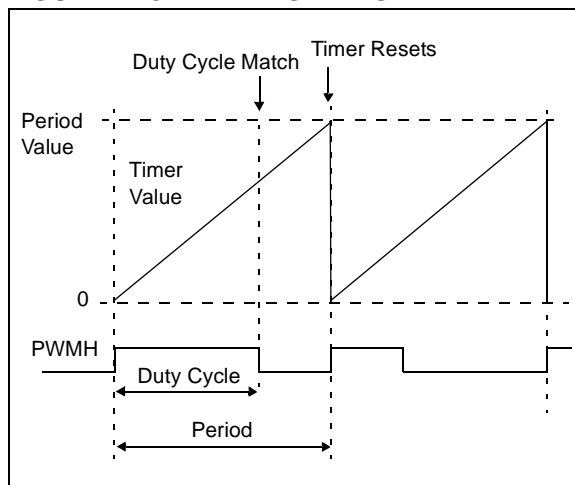 Timer Resets
Duty Cycle Match
Period
Value
Timer
Value
0
PWMH
Duty Cycle
Period